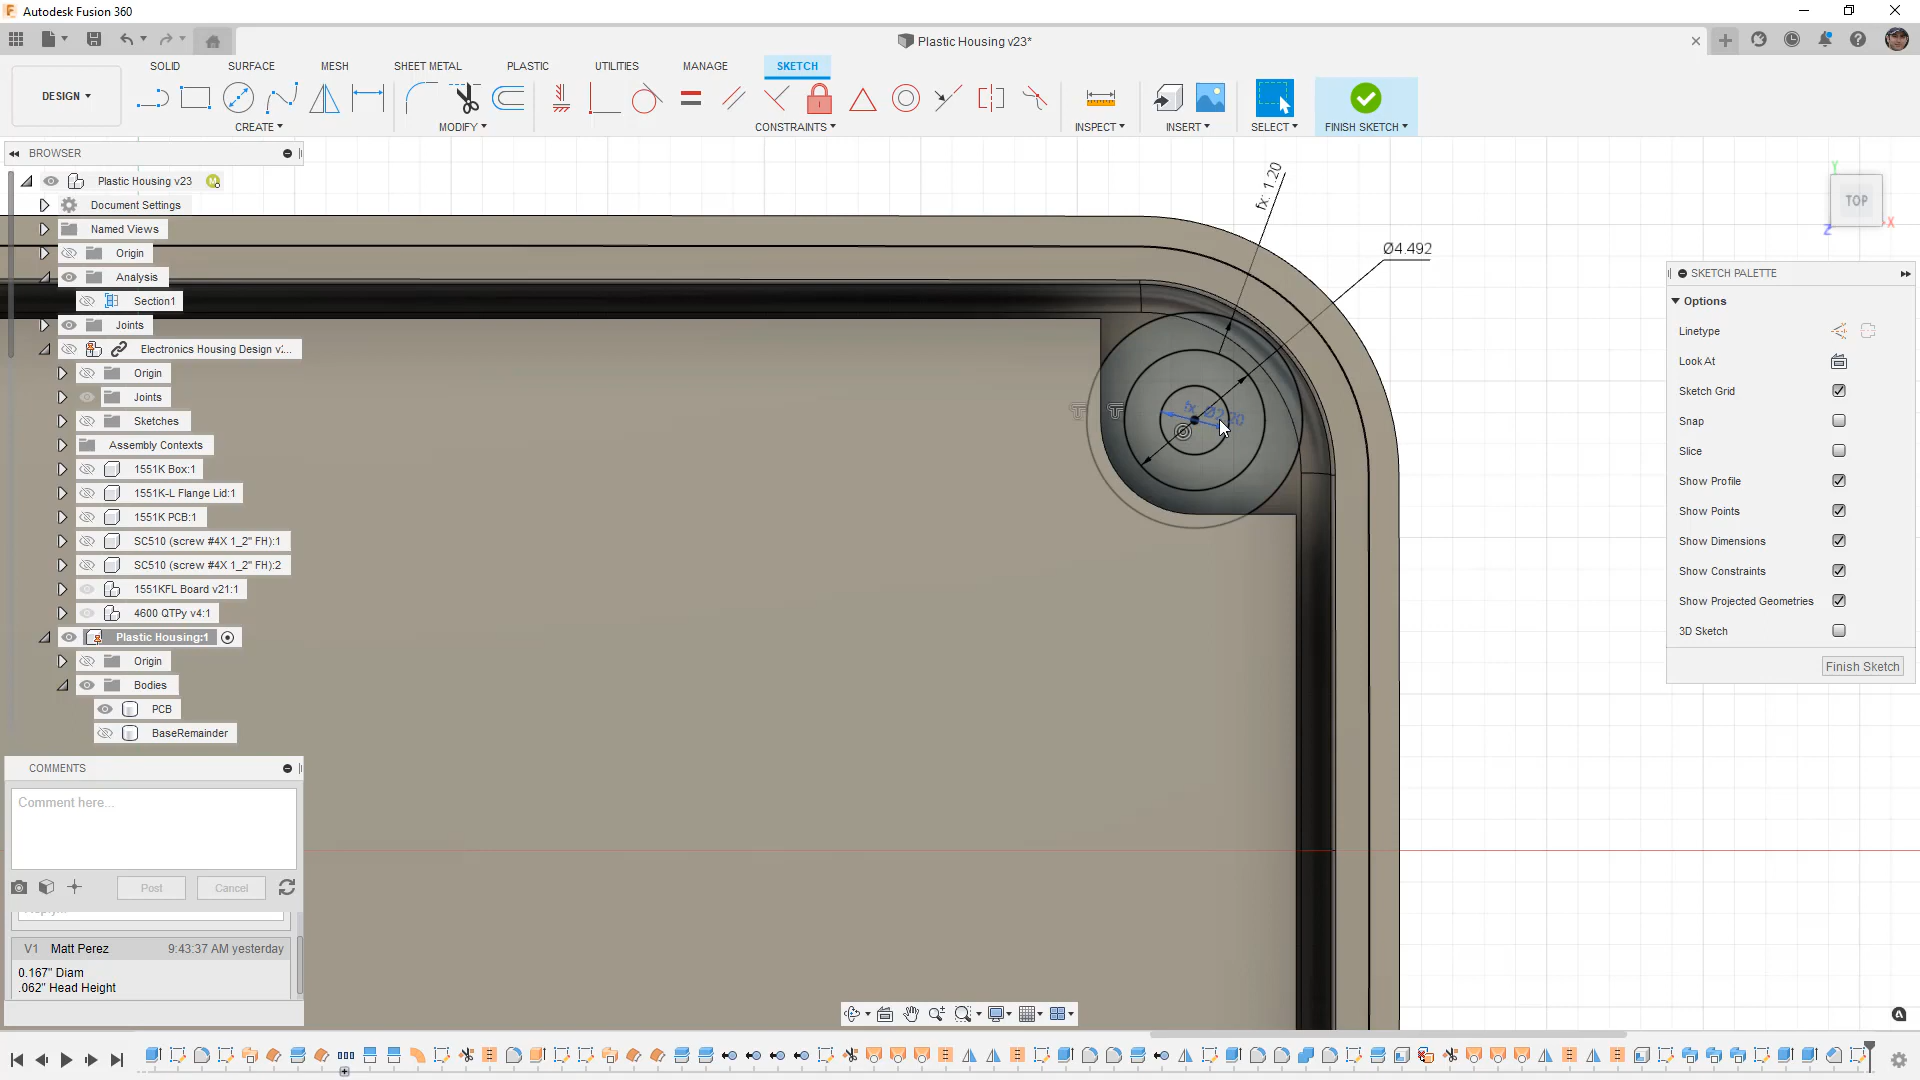 Autodesk Fusion 360
Plastic Housing v23*
DESIGN
SOLID
SURFACE
MESH
SHEET METAL
PLASTIC
UTILITIES
MANAGE
SKETCH
CREATE
MODIFY
CONSTRAINTS
INSPECT
INSERT
SELECT
FINISH SKETCH
BROWSER
Plastic Housing v23
M
Document Settings
Named Views
Origin
Analysis
Section1
Joints
Electronics Housing Design v:...
Origin
Joints
Sketches
Assembly Contexts
1551K Box:1
1551K-L Flange Lid:1
1551K PCB:1
SC510 (screw #4X 1_2" FH):1
SC510 (screw #4X 1_2" FH):2
1551KFL Board v21:1
4600 QTPy v4:1
Plastic Housing:1
Origin
Bodies
PCB
BaseRemainder
COMMENTS
Comment here...
Post
Cancel
V1 Matt Perez 9:43:37 AM yesterday
0.167" Diam
.062" Head Height
fx: 1.20
Ø4.492
TOP
Y
X
Z
SKETCH PALETTE
Options
Linetype
Look At
Sketch Grid
Snap
Slice
Show Profile
Show Points
Show Dimensions
Show Constraints
Show Projected Geometries
3D Sketch
Finish Sketch